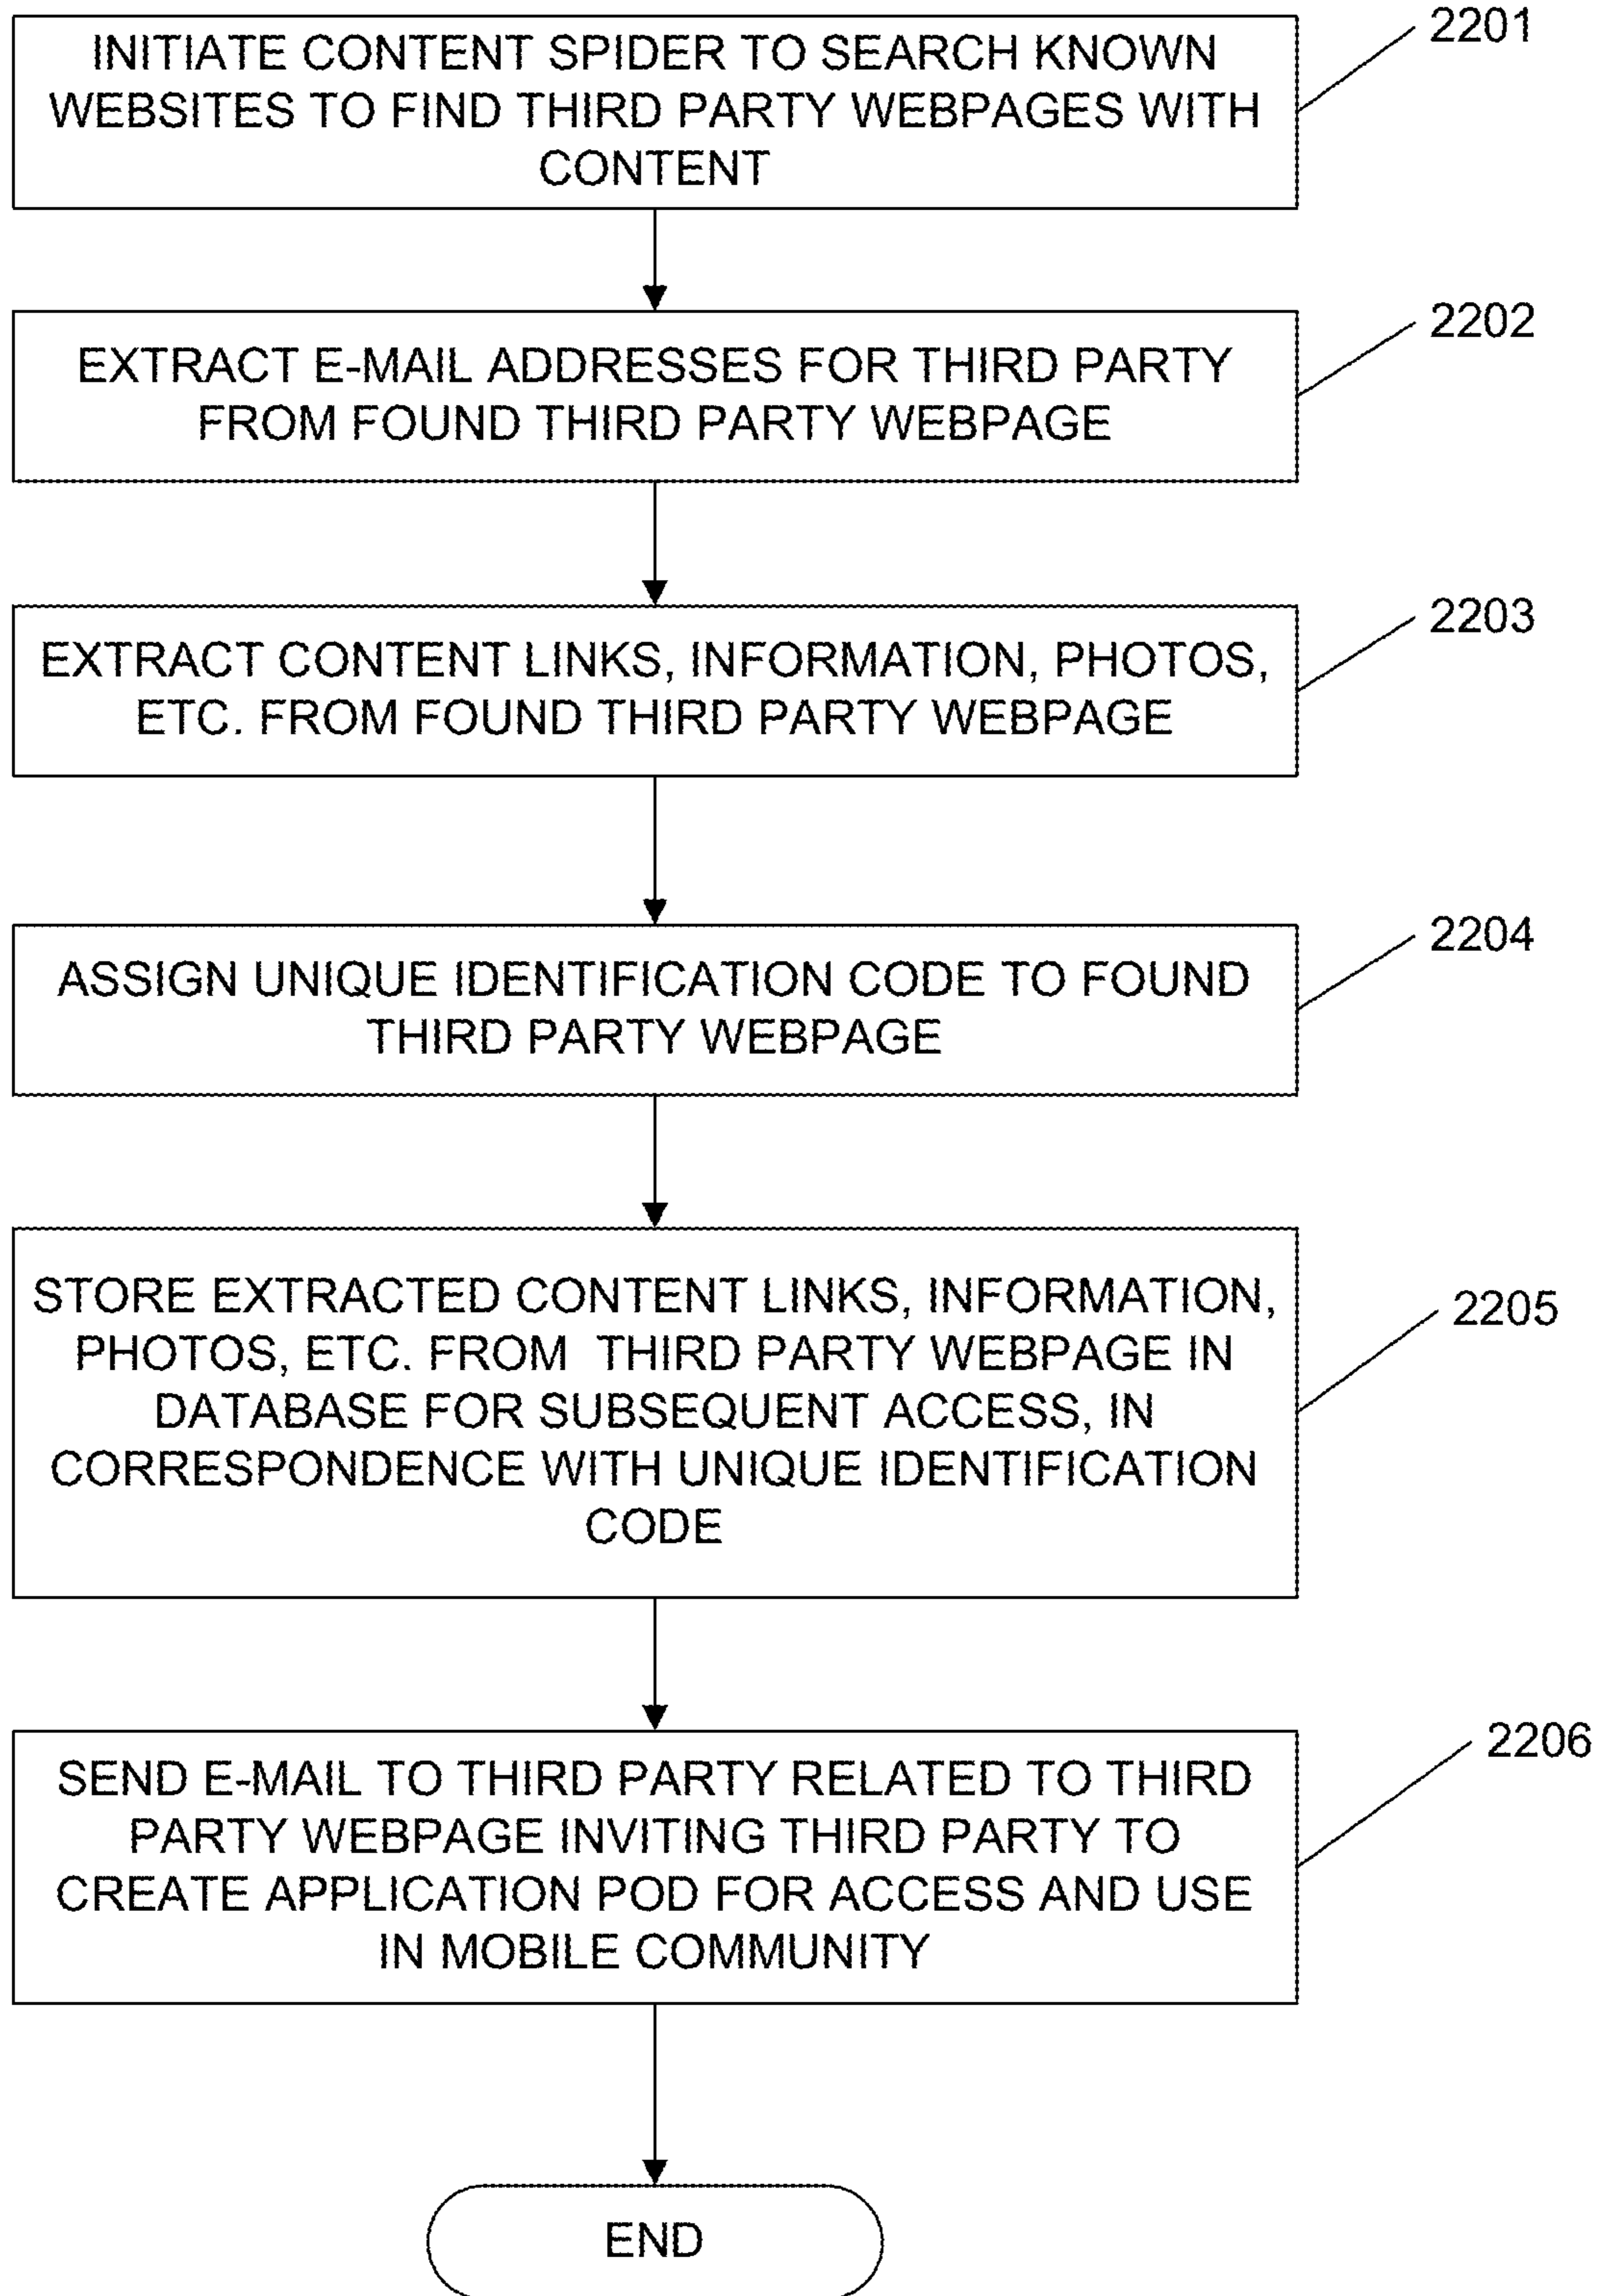 INITIATE CONTENT SPIDER TO SEARCH KNOWN
WEBSITES TO FIND THIRD PARTY WEBPAGES WITH
CONTENT
2201
EXTRACT E-MAIL ADDRESSES FOR THIRD PARTY
FROM FOUND THIRD PARTY WEBPAGE
2202
EXTRACT CONTENT LINKS, INFORMATION, PHOTOS,
ETC. FROM FOUND THIRD PARTY WEBPAGE
2203
ASSIGN UNIQUE IDENTIFICATION CODE TO FOUND
THIRD PARTY WEBPAGE
2204
STORE EXTRACTED CONTENT LINKS, INFORMATION,
PHOTOS, ETC. FROM THIRD PARTY WEBPAGE IN
DATABASE FOR SUBSEQUENT ACCESS, IN
CORRESPONDENCE WITH UNIQUE IDENTIFICATION
CODE
2205
SEND E-MAIL TO THIRD PARTY RELATED TO THIRD
PARTY WEBPAGE INVITING THIRD PARTY TO
CREATE APPLICATION POD FOR ACCESS AND USE
IN MOBILE COMMUNITY
2206
END